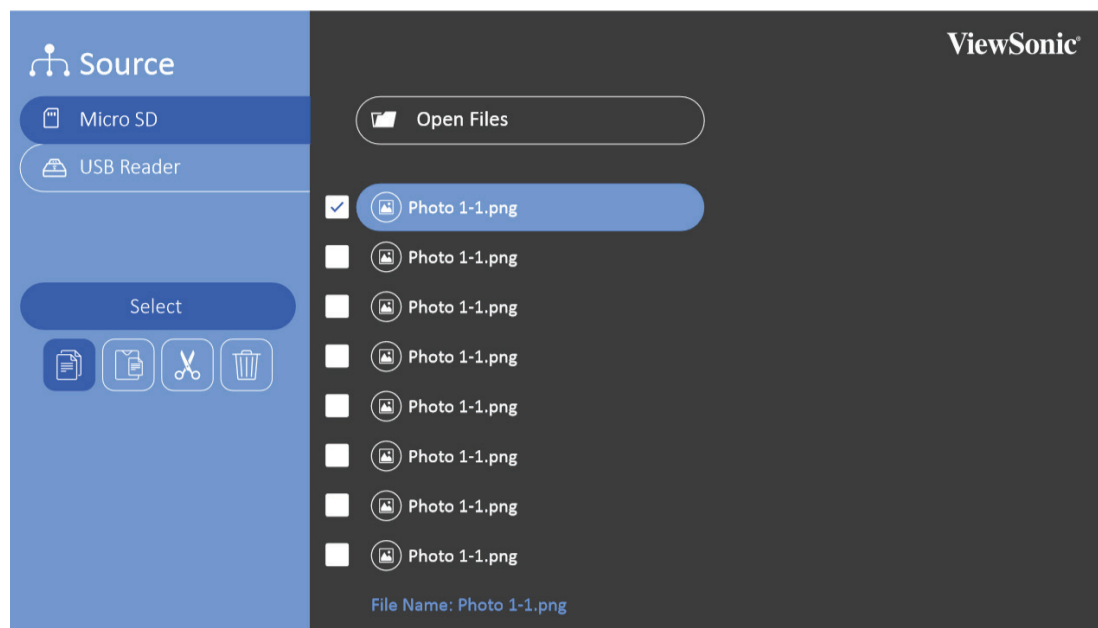 Source
Micro SD
USB Reader
Select
ViewSonic®
Open Files
Photo 1-1.png
Photo 1-1.png
Photo 1-1.png
Photo 1-1.png
Photo 1-1.png
Photo 1-1.png
Photo 1-1.png
Photo 1-1.png
File Name: Photo 1-1.png